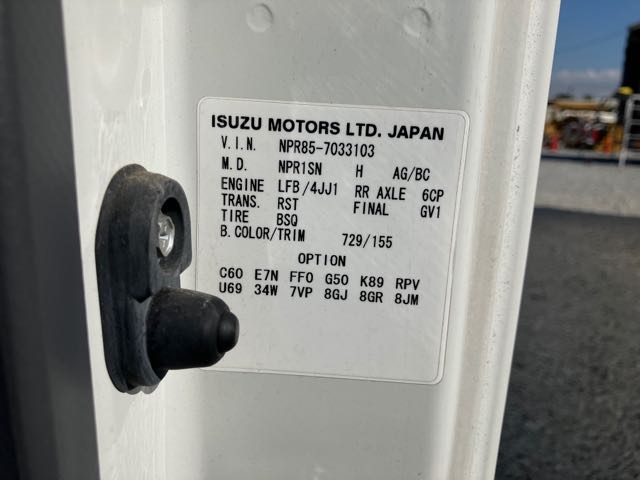 ISUZU MOTORS LTD. JAPAN
V.I.N. NPR85-7033103
M.D. NPR1SN H AG/BC
ENGINE LFB/4JJ1 RR AXLE 6CP
TRANS. RST FINAL GV1
TIRE BSQ
B.COLOR/TRIM 729/155
OPTION
C60 E7N FF0 G50 K89 RPV
U69 34W 7VP 8GJ 8GR 8JM